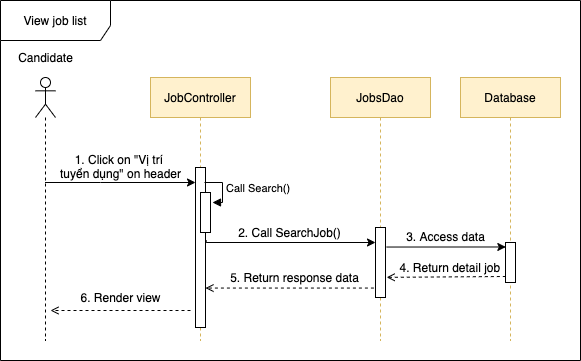 View job list
Candidate
JobController
JobsDao
Database
1. Click on "Vị trí
tuyển dụng" on header
Call Search()
2. Call SearchJob()
3. Access data
4. Return detail job
5. Return response data
6. Render view